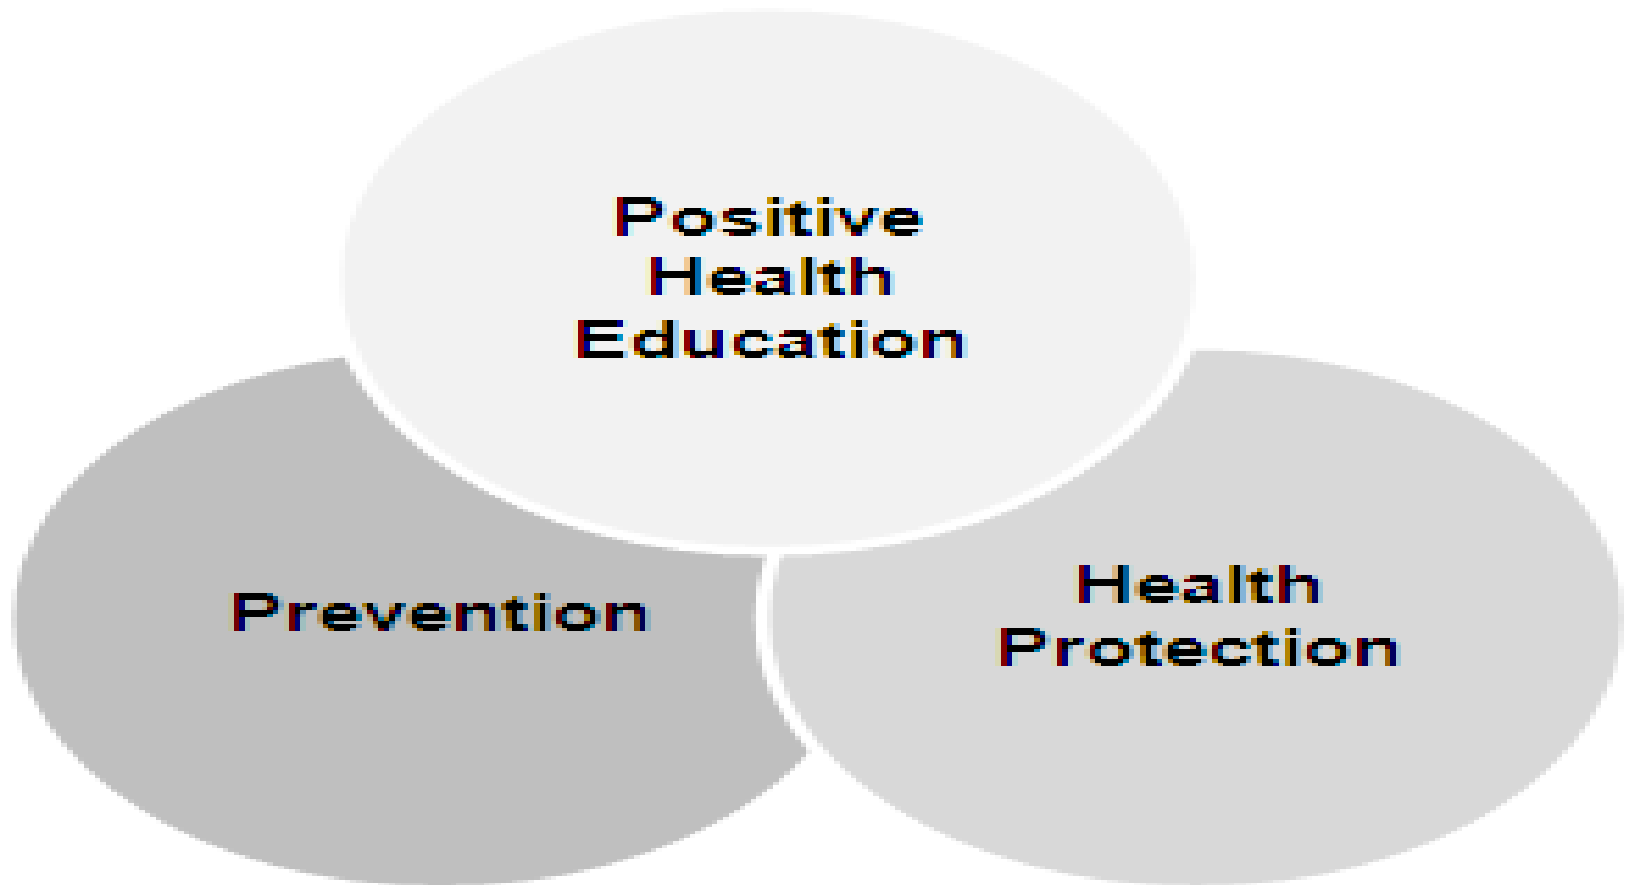 Positive
Health
Education
Prevention
Health
Protection